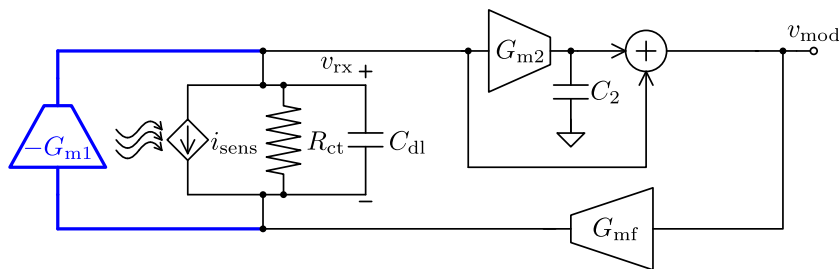 v_mod
G_m2
v_rx +
C_2
-G_m1 i_sens R_ct C_dl
−
G_mf